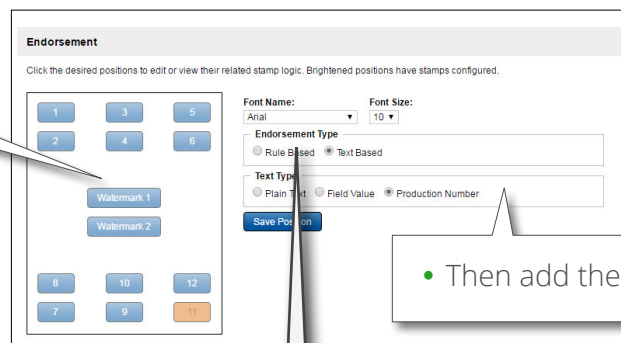 Endorsement
Click the desired positions to edit or view their related stamp logic. Brightened positions have stamps configured.
1 3 5
2 4 6
Watermark 1
Watermark 2
8 10 12
7 9 11
Font Name: Font Size:
Arial 10
Endorsement Type
Rule Based Text Based
Text Type
Plain Text Field Value Production Number
Save Position
• Then add the